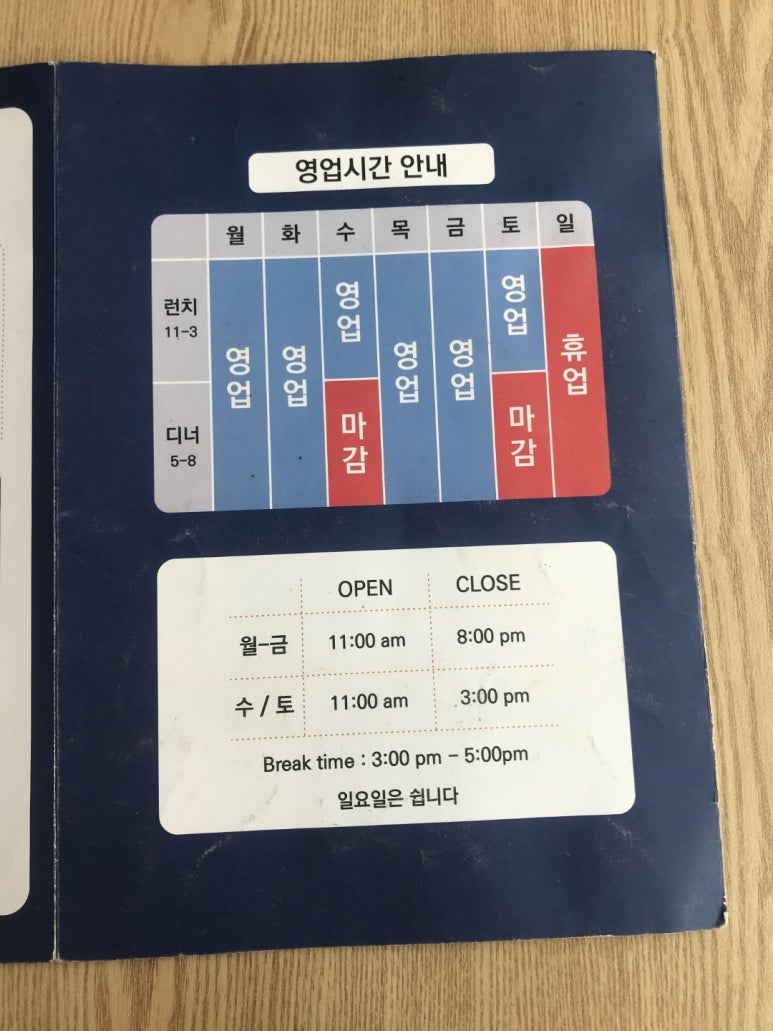 영업시간 안내
월 화 수 목 금 토 일
런치
11-3
디너
5-8
영업
영업
영업
마감
영업
영업
영업
마감
휴업
OPEN CLOSE
월-금 11:00 am 8:00 pm
수 / 토 11:00 am 3:00 pm
Break time : 3:00 pm - 5:00pm
일요일은 쉽니다